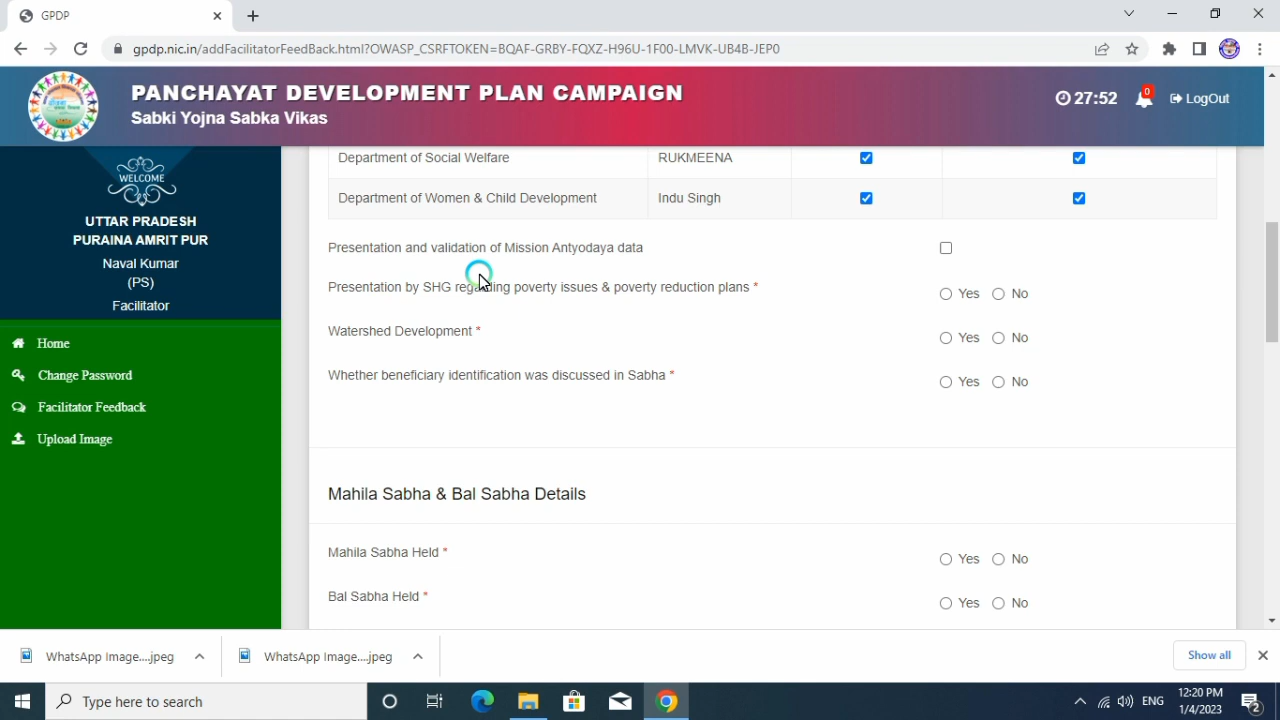 GPDP
gpdp.nic.in/addFacilitatorFeedBack.html?OWASP_CSRFTOKEN=BQAF-GRBY-FQXZ-H96U-1F00-LMVK-UB4B-JEP0
PANCHAYAT DEVELOPMENT PLAN CAMPAIGN
Sabki Yojna Sabka Vikas
27:52
0
LogOut
WELCOME
UTTAR PRADESH
PURAINA AMRIT PUR
Naval Kumar
(PS)
Facilitator
Home
Change Password
Facilitator Feedback
Upload Image
Department of Social Welfare RUKMEENA
Department of Women & Child Development Indu Singh
Presentation and validation of Mission Antyodaya data
Presentation by SHG regarding poverty issues & poverty reduction plans * Yes No
Watershed Development * Yes No
Whether beneficiary identification was discussed in Sabha * Yes No
Mahila Sabha & Bal Sabha Details
Mahila Sabha Held * Yes No
Bal Sabha Held * Yes No
WhatsApp Image....jpeg WhatsApp Image....jpeg Show all
Type here to search
ENG
12:20 PM
1/4/2023
2